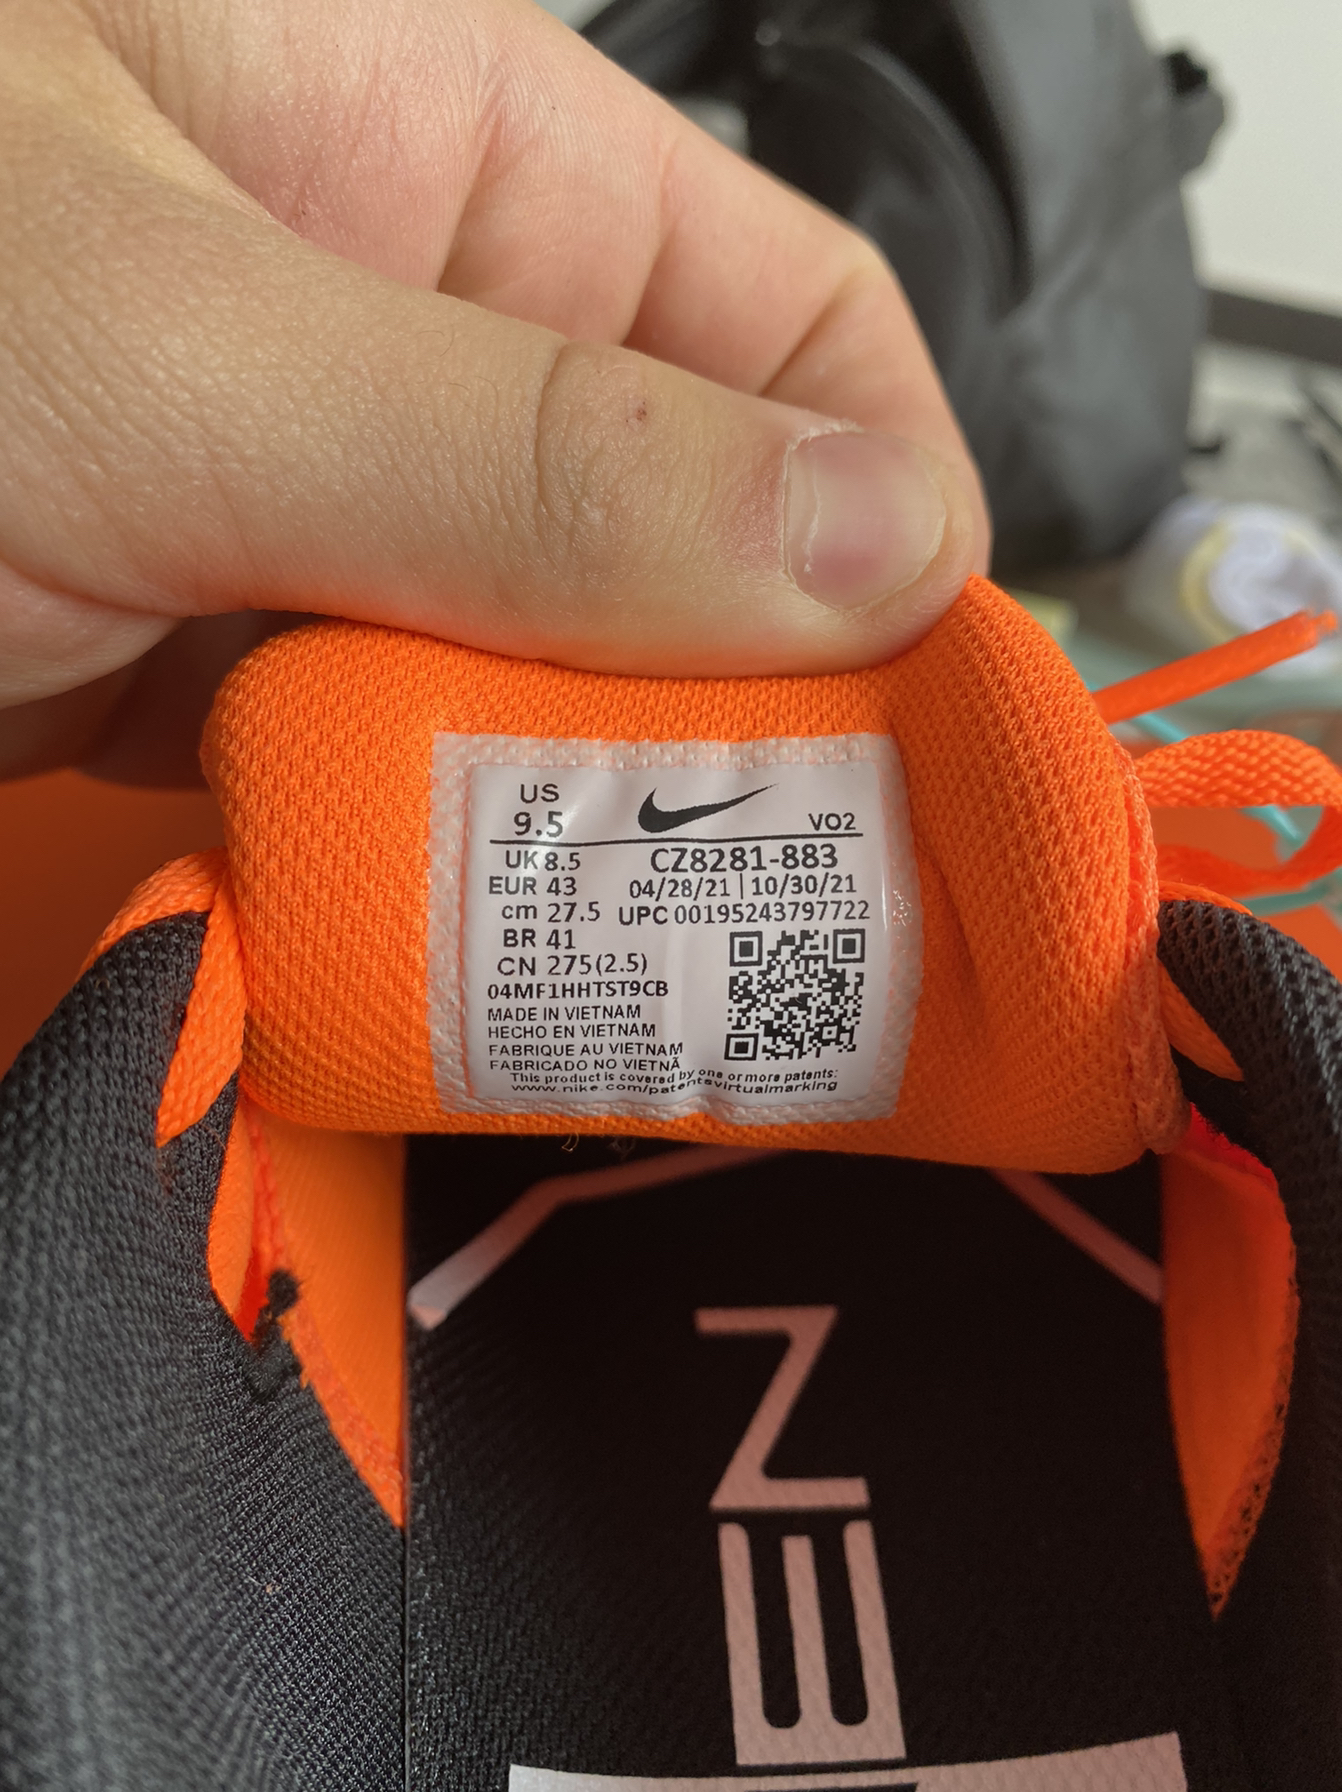 US
9.5
VO2
UK 8.5
CZ8281-883
EUR 43
04/28/21 | 10/30/21
cm 27.5
UPC 00195243797722
BR 41
CN 275(2.5)
04MF1HHTST9CB
MADE IN VIETNAM
HECHO EN VIETNAM
FABRIQUE AU VIETNAM
FABRICADO NO VIETNÃ
This product is covered by one or more patents:
www.nike.com/patentsvirtualmarking